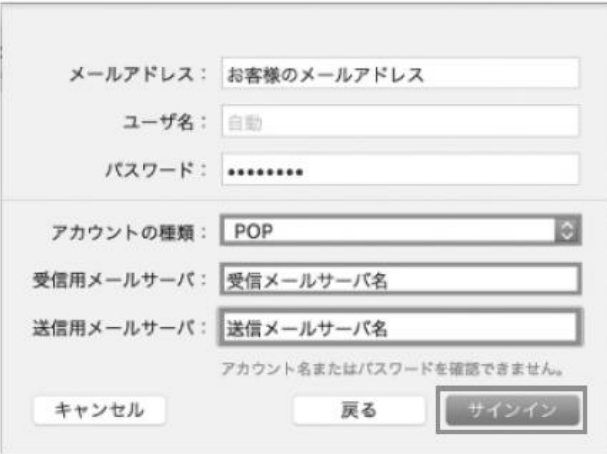 メールアドレス： お客様のメールアドレス
ユーザ名： 自動
パスワード： ••••••••
アカウントの種類： POP
受信用メールサーバ： 受信メールサーバ名
送信用メールサーバ： 送信メールサーバ名
アカウント名またはパスワードを確認できません。
キャンセル 戻る サインイン